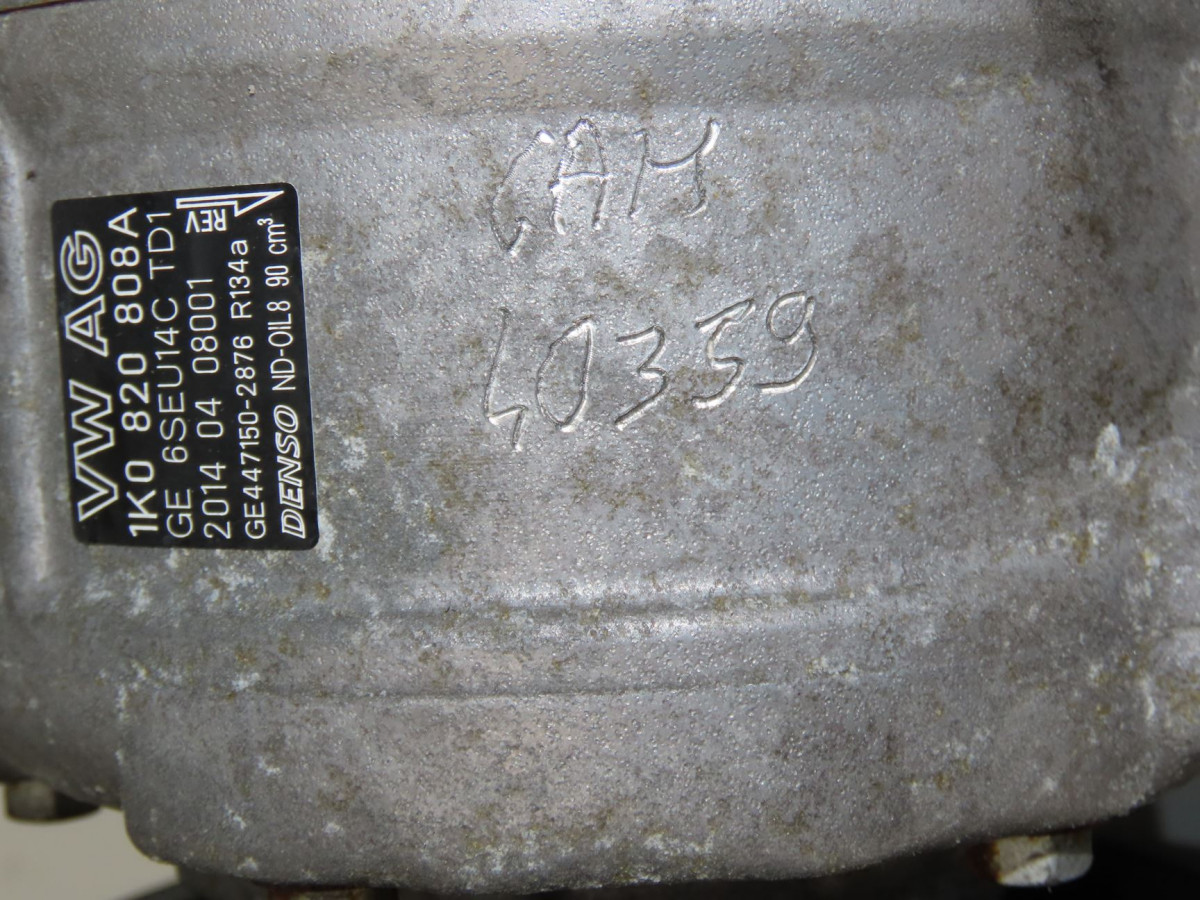 VW AG
1K0 820 808A
GE 6SEU14C TD1
2014 04 08001 REV
GE447150-2876 R134a
DENSO ND-OIL8 90 cm³
САН
40359